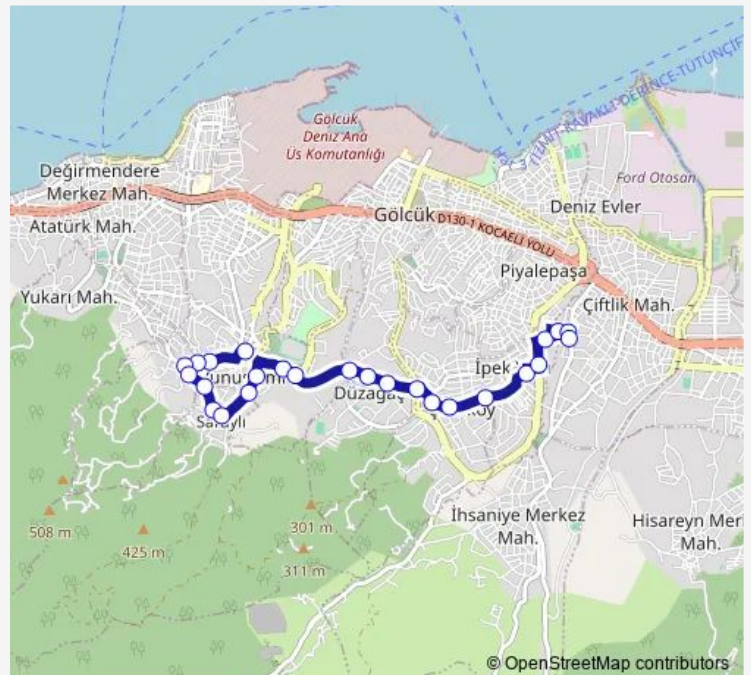 Gölcük
Deniz Ana
Üs Komutanlığı
Değirmendere
Merkez Mah.
Ford Otosan
Deniz Evler
Gölcük
D130-1 KOCAELİ YOLU
Atatürk Mah.
Piyalepaşa
Yukarı Mah.
Çiftlik Mah.
İpek
Saraylı
508 m
425 m
301 m
311 m
İhsaniye Merkez
Mah.
Hisareyn Mer
Mah.
© OpenStreetMap contributors